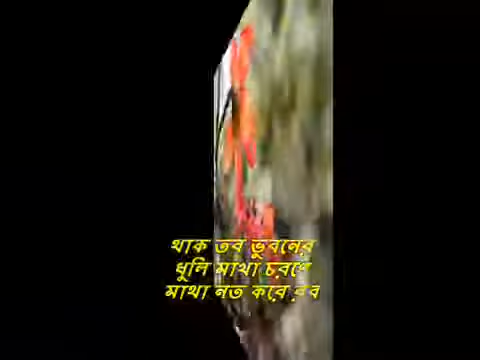 থাক তব ভুবনের
ধুলি মাখা চরণে
মাথা নত করে রব